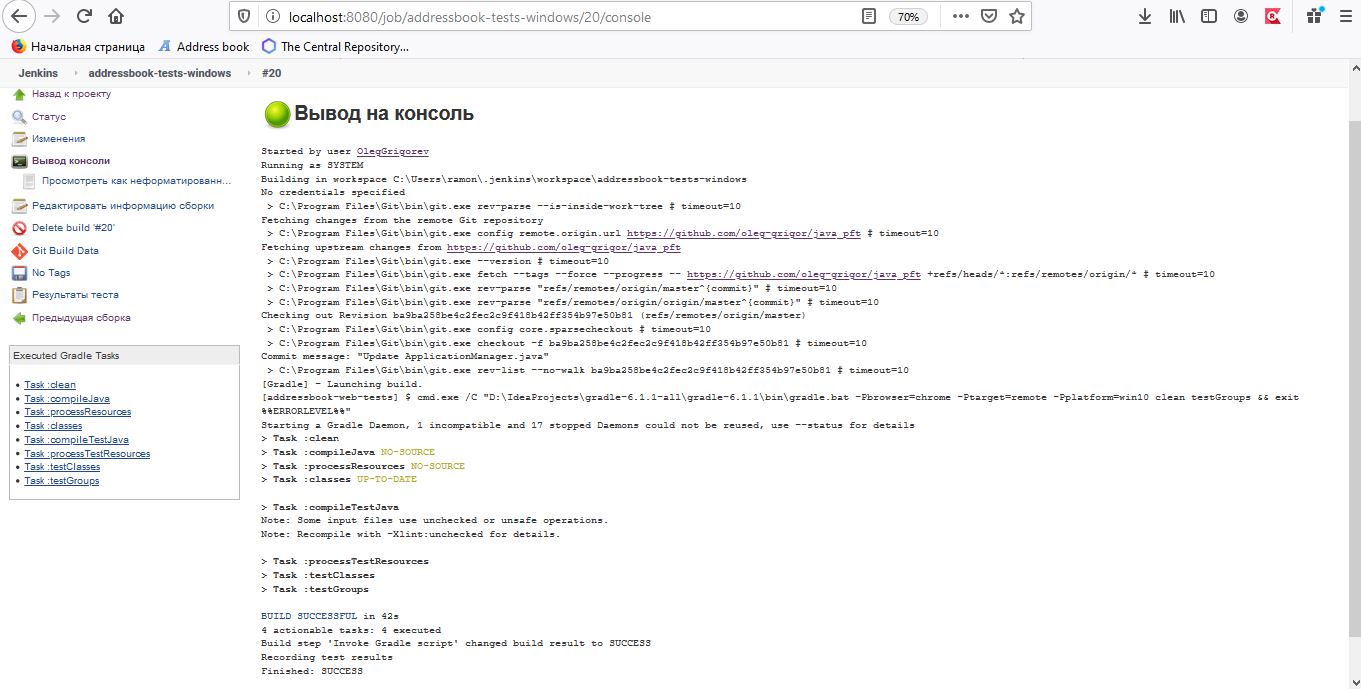 localhost:8080/job/addressbook-tests-windows/20/console
70%
Начальная страница
Address book
The Central Repository...
Jenkins
addressbook-tests-windows
#20
Назад к проекту
Статус
Изменения
Вывод консоли
Просмотреть как неформатированн...
Редактировать информацию сборки
Delete build '#20'
Git Build Data
No Tags
Результаты теста
Предыдущая сборка
Executed Gradle Tasks
Task :clean
Task :compileJava
Task :processResources
Task :classes
Task :compileTestJava
Task :processTestResources
Task :testClasses
Task :testGroups
Вывод на консоль
Started by user OlegGrigorev
Running as SYSTEM
Building in workspace C:\Users\ramon\.jenkins\workspace\addressbook-tests-windows
No credentials specified
> C:\Program Files\Git\bin\git.exe rev-parse --is-inside-work-tree # timeout=10
Fetching changes from the remote Git repository
> C:\Program Files\Git\bin\git.exe config remote.origin.url https://github.com/oleg-grigor/java_pft # timeout=10
Fetching upstream changes from https://github.com/oleg-grigor/java_pft
> C:\Program Files\Git\bin\git.exe --version # timeout=10
> C:\Program Files\Git\bin\git.exe fetch --tags --force --progress -- https://github.com/oleg-grigor/java_pft +refs/heads/*:refs/remotes/origin/* # timeout=10
> C:\Program Files\Git\bin\git.exe rev-parse "refs/remotes/origin/master^{commit}" # timeout=10
> C:\Program Files\Git\bin\git.exe rev-parse "refs/remotes/origin/origin/master^{commit}" # timeout=10
Checking out Revision ba9ba258be4c2fec2c9f418b42ff354b97e50b81 (refs/remotes/origin/master)
> C:\Program Files\Git\bin\git.exe config core.sparsecheckout # timeout=10
> C:\Program Files\Git\bin\git.exe checkout -f ba9ba258be4c2fec2c9f418b42ff354b97e50b81 # timeout=10
Commit message: "Update ApplicationManager.java"
> C:\Program Files\Git\bin\git.exe rev-list --no-walk ba9ba258be4c2fec2c9f418b42ff354b97e50b81 # timeout=10
[Gradle] - Launching build.
[addressbook-web-tests] $ cmd.exe /C "D:\IdeaProjects\gradle-6.1.1-all\gradle-6.1.1\bin\gradle.bat -Pbrowser=chrome -Ptarget=remote -Pplatform=win10 clean testGroups && exit
%%ERRORLEVEL%%"
Starting a Gradle Daemon, 1 incompatible and 17 stopped Daemons could not be reused, use --status for details
> Task :clean
> Task :compileJava NO-SOURCE
> Task :processResources NO-SOURCE
> Task :classes UP-TO-DATE
> Task :compileTestJava
Note: Some input files use unchecked or unsafe operations.
Note: Recompile with -Xlint:unchecked for details.
> Task :processTestResources
> Task :testClasses
> Task :testGroups
BUILD SUCCESSFUL in 42s
4 actionable tasks: 4 executed
Build step 'Invoke Gradle script' changed build result to SUCCESS
Recording test results
Finished: SUCCESS